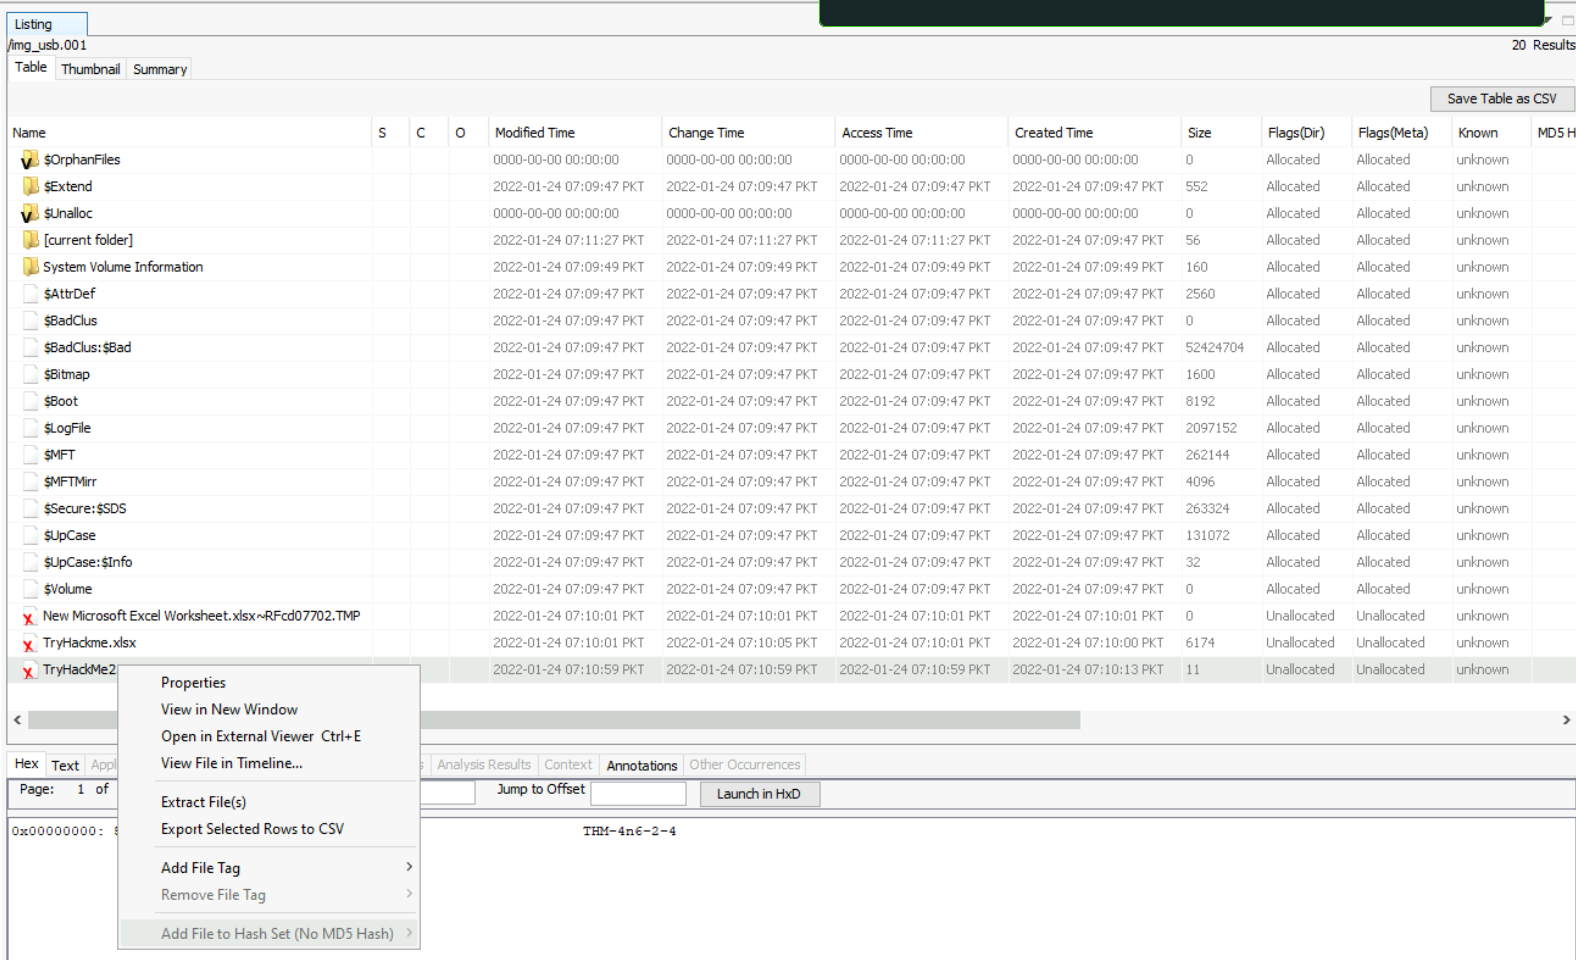 Listing
/img_usb.001
20 Results
Table Thumbnail Summary
Save Table as CSV
Name S C O Modified Time Change Time Access Time Created Time Size Flags(Dir) Flags(Meta) Known MD5 H
$OrphanFiles 0000-00-00 00:00:00 0000-00-00 00:00:00 0000-00-00 00:00:00 0000-00-00 00:00:00 0 Allocated Allocated unknown
$Extend 2022-01-24 07:09:47 PKT 2022-01-24 07:09:47 PKT 2022-01-24 07:09:47 PKT 2022-01-24 07:09:47 PKT 552 Allocated Allocated unknown
$Unalloc 0000-00-00 00:00:00 0000-00-00 00:00:00 0000-00-00 00:00:00 0000-00-00 00:00:00 0 Allocated Allocated unknown
[current folder] 2022-01-24 07:11:27 PKT 2022-01-24 07:11:27 PKT 2022-01-24 07:11:27 PKT 2022-01-24 07:09:47 PKT 56 Allocated Allocated unknown
System Volume Information 2022-01-24 07:09:49 PKT 2022-01-24 07:09:49 PKT 2022-01-24 07:09:49 PKT 2022-01-24 07:09:49 PKT 160 Allocated Allocated unknown
$AttrDef 2022-01-24 07:09:47 PKT 2022-01-24 07:09:47 PKT 2022-01-24 07:09:47 PKT 2022-01-24 07:09:47 PKT 2560 Allocated Allocated unknown
$BadClus 2022-01-24 07:09:47 PKT 2022-01-24 07:09:47 PKT 2022-01-24 07:09:47 PKT 2022-01-24 07:09:47 PKT 0 Allocated Allocated unknown
$BadClus:$Bad 2022-01-24 07:09:47 PKT 2022-01-24 07:09:47 PKT 2022-01-24 07:09:47 PKT 2022-01-24 07:09:47 PKT 52424704 Allocated Allocated unknown
$Bitmap 2022-01-24 07:09:47 PKT 2022-01-24 07:09:47 PKT 2022-01-24 07:09:47 PKT 2022-01-24 07:09:47 PKT 1600 Allocated Allocated unknown
$Boot 2022-01-24 07:09:47 PKT 2022-01-24 07:09:47 PKT 2022-01-24 07:09:47 PKT 2022-01-24 07:09:47 PKT 8192 Allocated Allocated unknown
$LogFile 2022-01-24 07:09:47 PKT 2022-01-24 07:09:47 PKT 2022-01-24 07:09:47 PKT 2022-01-24 07:09:47 PKT 2097152 Allocated Allocated unknown
$MFT 2022-01-24 07:09:47 PKT 2022-01-24 07:09:47 PKT 2022-01-24 07:09:47 PKT 2022-01-24 07:09:47 PKT 262144 Allocated Allocated unknown
$MFTMirr 2022-01-24 07:09:47 PKT 2022-01-24 07:09:47 PKT 2022-01-24 07:09:47 PKT 2022-01-24 07:09:47 PKT 4096 Allocated Allocated unknown
$Secure:$SDS 2022-01-24 07:09:47 PKT 2022-01-24 07:09:47 PKT 2022-01-24 07:09:47 PKT 2022-01-24 07:09:47 PKT 263324 Allocated Allocated unknown
$UpCase 2022-01-24 07:09:47 PKT 2022-01-24 07:09:47 PKT 2022-01-24 07:09:47 PKT 2022-01-24 07:09:47 PKT 131072 Allocated Allocated unknown
$UpCase:$Info 2022-01-24 07:09:47 PKT 2022-01-24 07:09:47 PKT 2022-01-24 07:09:47 PKT 2022-01-24 07:09:47 PKT 32 Allocated Allocated unknown
$Volume 2022-01-24 07:09:47 PKT 2022-01-24 07:09:47 PKT 2022-01-24 07:09:47 PKT 2022-01-24 07:09:47 PKT 0 Allocated Allocated unknown
New Microsoft Excel Worksheet.xlsx~RFcd07702.TMP 2022-01-24 07:10:01 PKT 2022-01-24 07:10:01 PKT 2022-01-24 07:10:01 PKT 2022-01-24 07:10:01 PKT 0 Unallocated Unallocated unknown
TryHackme.xlsx 2022-01-24 07:10:01 PKT 2022-01-24 07:10:05 PKT 2022-01-24 07:10:01 PKT 2022-01-24 07:10:00 PKT 6174 Unallocated Unallocated unknown
TryHackMe2 2022-01-24 07:10:59 PKT 2022-01-24 07:10:59 PKT 2022-01-24 07:10:59 PKT 2022-01-24 07:10:13 PKT 11 Unallocated Unallocated unknown
Properties
View in New Window
Open in External Viewer Ctrl+E
View File in Timeline...
Extract File(s)
Export Selected Rows to CSV
Add File Tag
Remove File Tag
Add File to Hash Set (No MD5 Hash)
Hex Text Appl s Analysis Results Context Annotations Other Occurrences
Page: 1 of Jump to Offset Launch in HxD
0x00000000: THM-4n6-2-4